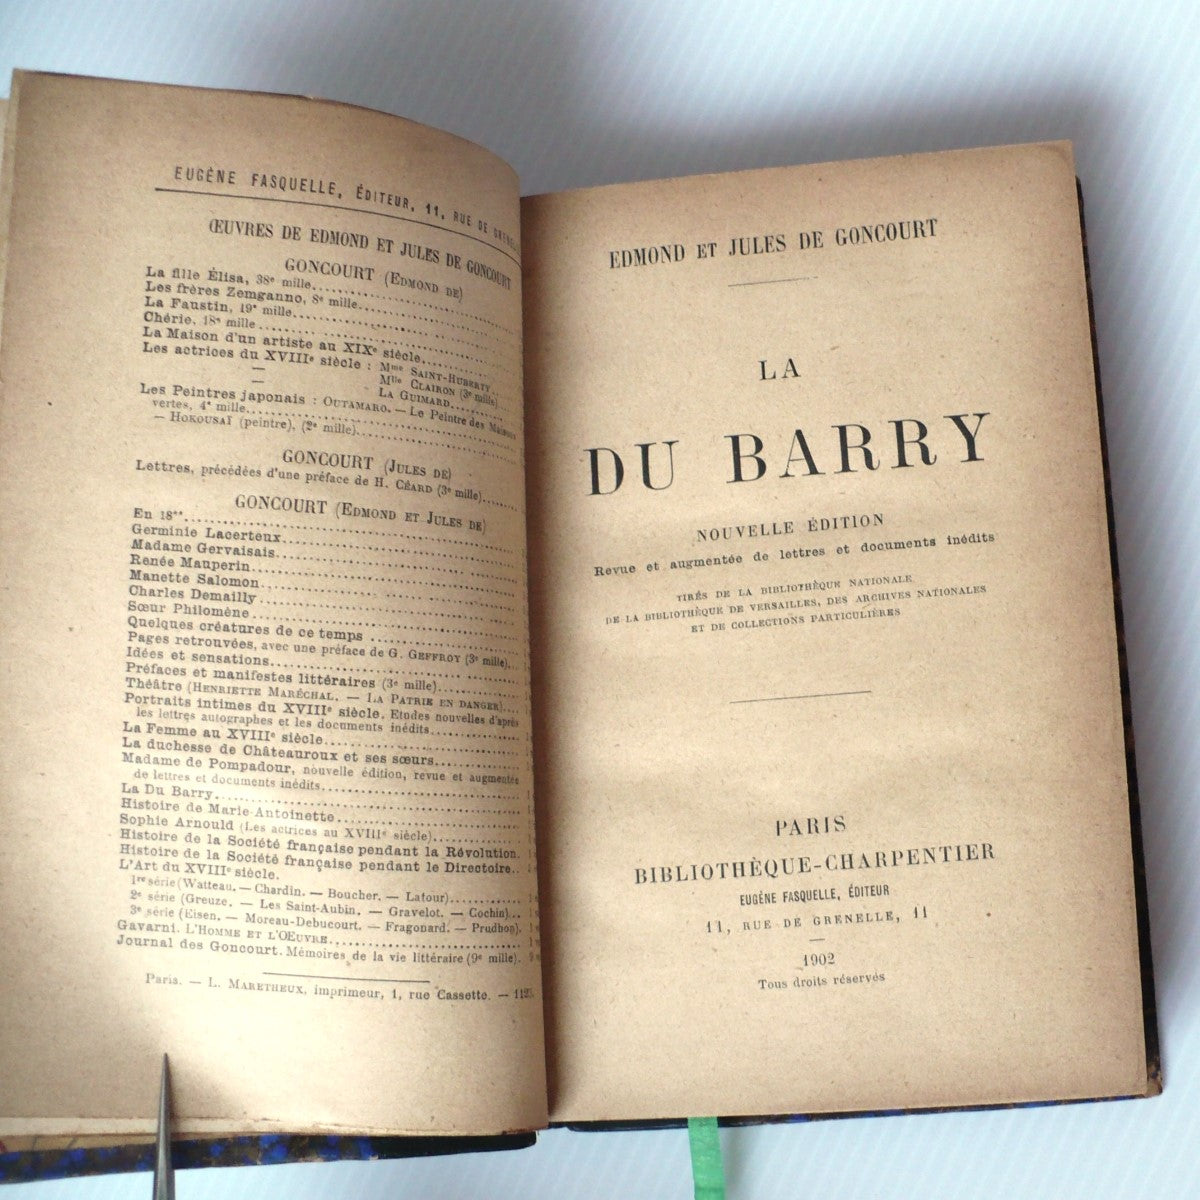 EUGÈNE FASQUELLE, ÉDITEUR, 11, RUE DE GRENELLE
ŒUVRES DE EDMOND ET JULES DE GONCOURT
GONCOURT (EDMOND DE)
La fille Élisa, 38e mille
Les frères Zemganno, 8e mille
La Faustin, 19e mille
Chérie, 18e mille
La Maison d'un artiste au XIXe siècle
Les actrices du XVIIIe siècle : Mme SAINT-HUBERTY
— Mlle CLAIRON (3e mille)
— LA GUIMARD
Les Peintres japonais : OUTAMARO. — Le Peintre des Maisons
vertes, 4e mille
— HOKOUSAÏ (peintre), (2e mille)
GONCOURT (JULES DE)
Lettres, précédées d'une préface de H. CÉARD (3e mille)
GONCOURT (EDMOND ET JULES DE)
En 18**
Germinie Lacerteux
Madame Gervaisais
Renée Mauperin
Manette Salomon
Charles Demailly
Sœur Philomène
Quelques créatures de ce temps
Pages retrouvées, avec une préface de G. GEFFROY (3e mille)
Idées et sensations
Préfaces et manifestes littéraires (3e mille)
Théâtre (HENRIETTE MARÉCHAL. — LA PATRIE EN DANGER)
Portraits intimes du XVIIIe siècle. Études nouvelles d'après
les lettres autographes et les documents inédits
La Femme au XVIIIe siècle
La duchesse de Châteauroux et ses sœurs
Madame de Pompadour, nouvelle édition, revue et augmentée
de lettres et documents inédits
La Du Barry
Histoire de Marie-Antoinette
Sophie Arnould (Les actrices au XVIIIe siècle)
Histoire de la Société française pendant la Révolution.
Histoire de la Société française pendant le Directoire..
L'Art du XVIIIe siècle.
1re série (Watteau. — Chardin. — Boucher. — Latour)
2e série (Greuze. — Les Saint-Aubin. — Gravelot. — Cochin)
3e série (Eisen. — Moreau-Debucourt. — Fragonard. — Prudhon).
Gavarni. L'HOMME ET L'ŒUVRE
Journal des Goncourt. Mémoires de la vie littéraire (9e mille).
Paris. — L. MARETHEUX, imprimeur, 1, rue Cassette. —
EDMOND ET JULES DE GONCOURT
LA
DU BARRY
NOUVELLE ÉDITION
Revue et augmentée de lettres et documents inédits
TIRÉS DE LA BIBLIOTHÈQUE NATIONALE
DE LA BIBLIOTHÈQUE DE VERSAILLES, DES ARCHIVES NATIONALES
ET DE COLLECTIONS PARTICULIÈRES
PARIS
BIBLIOTHÈQUE-CHARPENTIER
EUGÈNE FASQUELLE, ÉDITEUR
11, RUE DE GRENELLE, 11
1902
Tous droits réservés